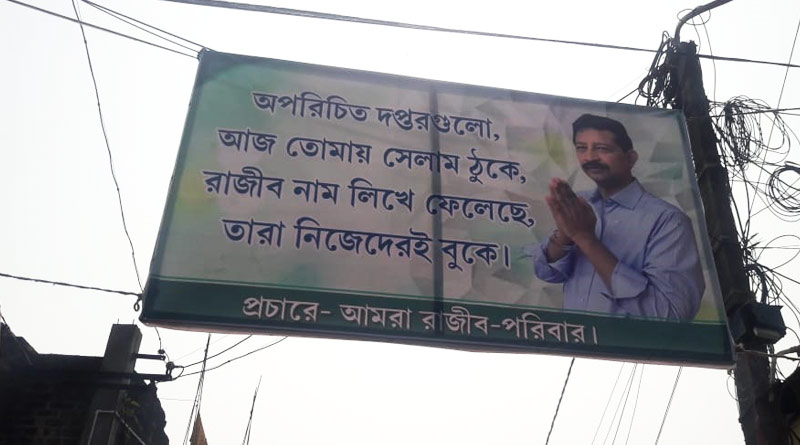 অপরিচিত দপ্তরগুলো,
আজ তোমায় সেলাম ঠুকে,
রাজীব নাম লিখে ফেলেছে,
তারা নিজেদেরই বুকে।
প্রচারে- আমরা রাজীব-পরিবার।